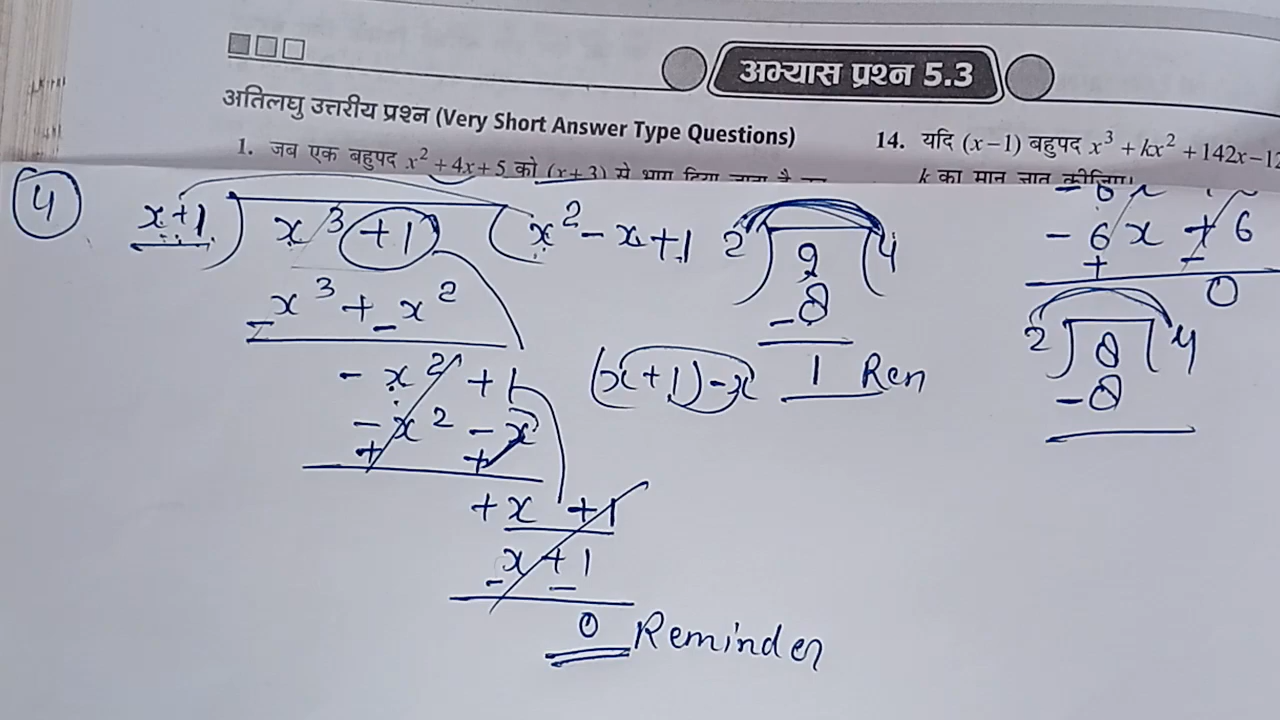 अभ्यास प्रश्न 5.3
अतिलघु उत्तरीय प्रश्न (Very Short Answer Type Questions)
1. जब एक बहुपद x² + 4x + 5 को (x + 3) से भाग दिया जाता है
14. यदि (x – 1) बहुपद x³ + kx² + 142x – 12
k का मान ज्ञात कीजिए।
4
x+1 ) x³ +1 ( x² – x + 1
– x³ + – x²
– x² + 1
– x² – x
+ +
+ x + 1
x + 1
– –
0 Reminder
2 ) 9 ( 4
– 8
1 Rem
(x+1) – x
– 6x + 6
+ –
0
2 ) 8 ( 4
– 8